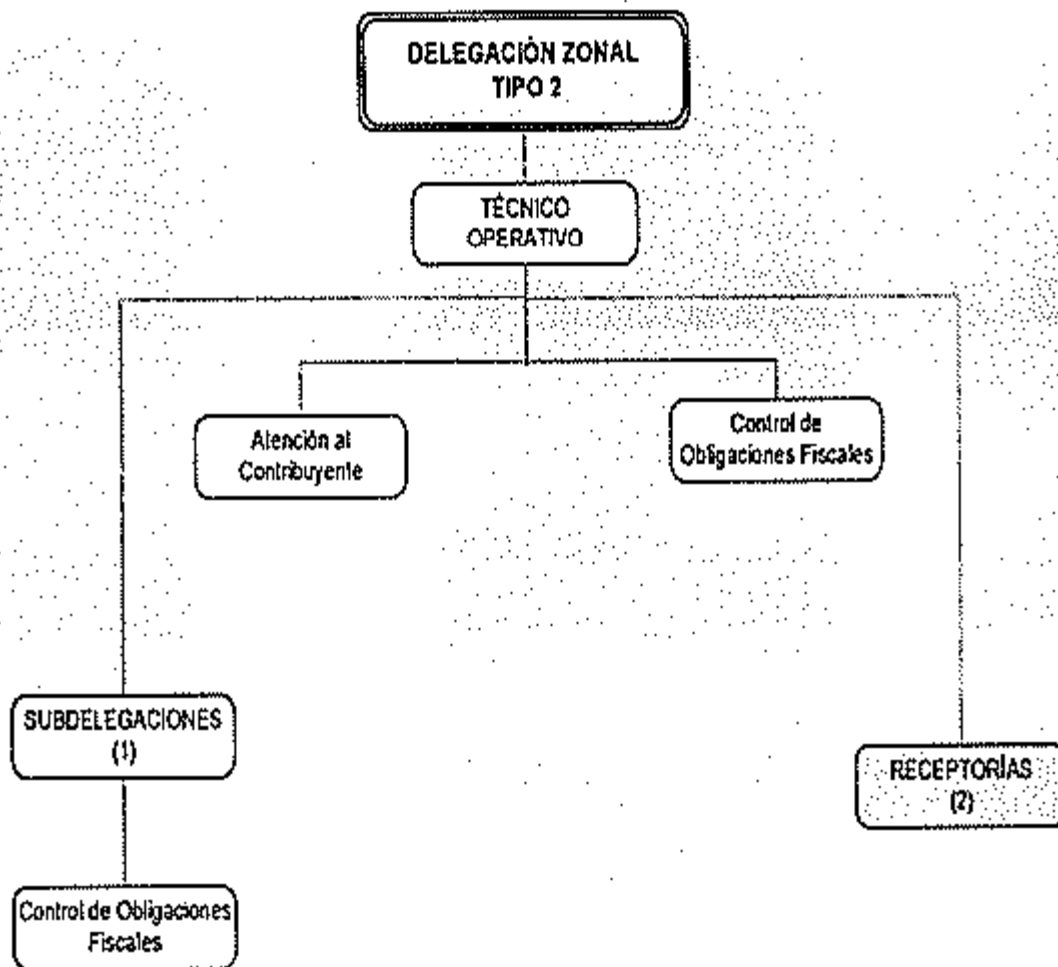 DELEGACIÓN ZONAL
TIPO 2
TÉCNICO
OPERATIVO
Atención al
Contribuyente
Control de
Obligaciones Fiscales
SUBDELEGACIONES
(1)
RECEPTORÍAS
(2)
Control de Obligaciones
Fiscales